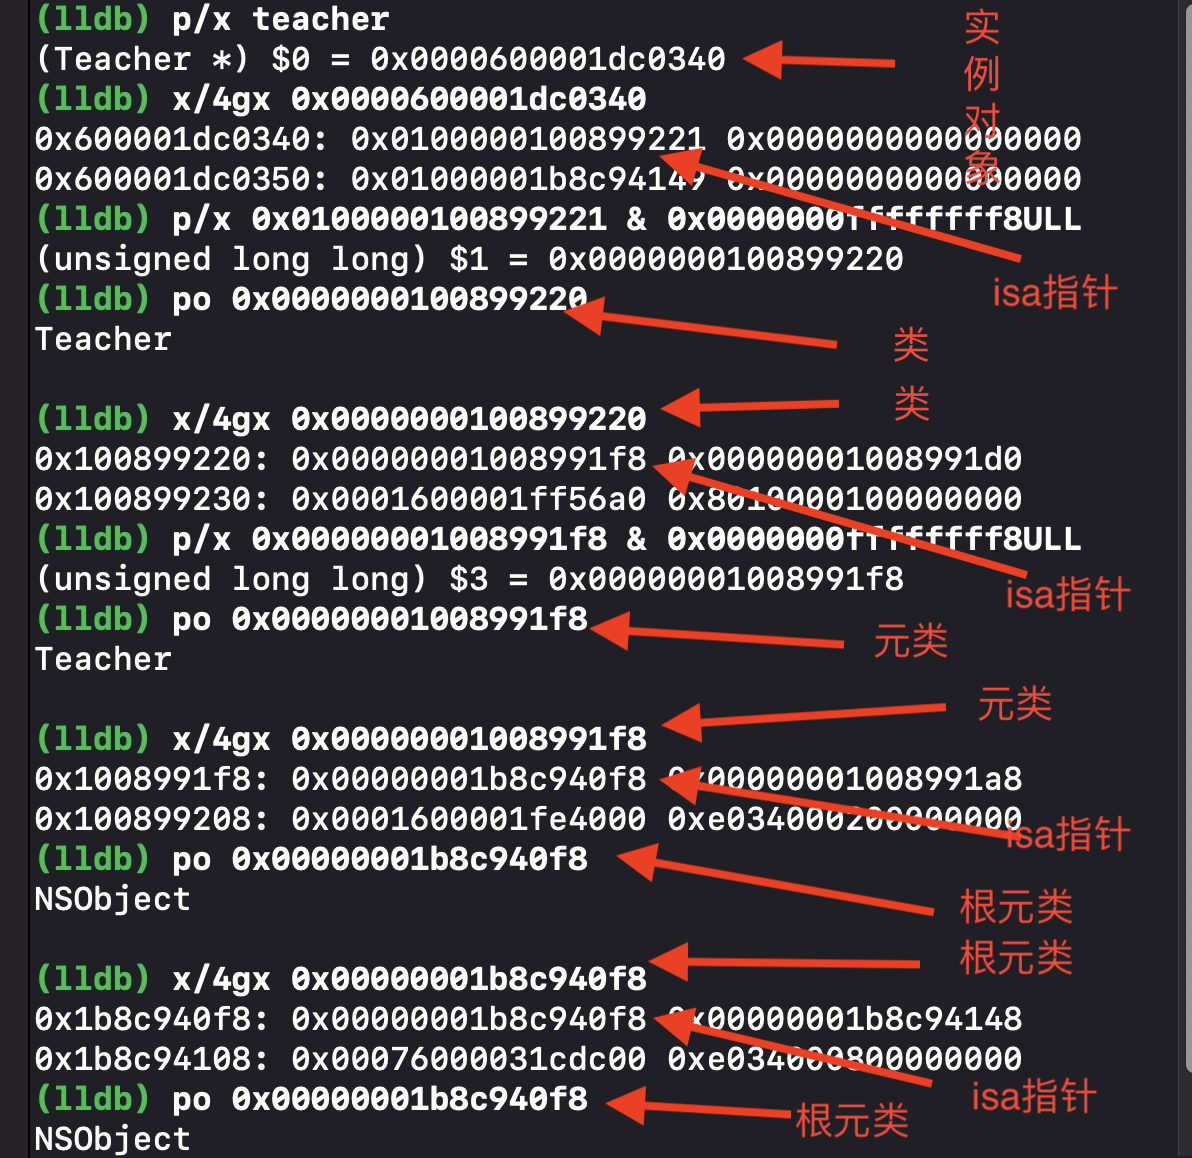 (lldb) p/x teacher
(Teacher *) $0 = 0x0000600001dc0340
实例对象
(lldb) x/4gx 0x0000600001dc0340
0x600001dc0340: 0x0100000100899221 0x0000000000000000
0x600001dc0350: 0x01000001b8c94149 0x0000000000000000
(lldb) p/x 0x0100000100899221 & 0x0000000ffffffff8ULL
(unsigned long long) $1 = 0x0000000100899220
isa指针
(lldb) po 0x0000000100899220
Teacher
类
类
(lldb) x/4gx 0x0000000100899220
0x100899220: 0x00000001008991f8 0x00000001008991d0
0x100899230: 0x0001600001ff56a0 0x8010000100000000
(lldb) p/x 0x00000001008991f8 & 0x0000000ffffffff8ULL
(unsigned long long) $3 = 0x00000001008991f8
isa指针
(lldb) po 0x00000001008991f8
元类
Teacher
元类
(lldb) x/4gx 0x00000001008991f8
0x1008991f8: 0x00000001b8c940f8 0x00000001008991a8
0x100899208: 0x0001600001fe4000 0xe034000200000000
isa指针
(lldb) po 0x00000001b8c940f8
NSObject
根元类
根元类
(lldb) x/4gx 0x00000001b8c940f8
0x1b8c940f8: 0x00000001b8c940f8 0x00000001b8c94148
0x1b8c94108: 0x00076000031cdc00 0xe034000800000000
isa指针
(lldb) po 0x00000001b8c940f8
根元类
NSObject